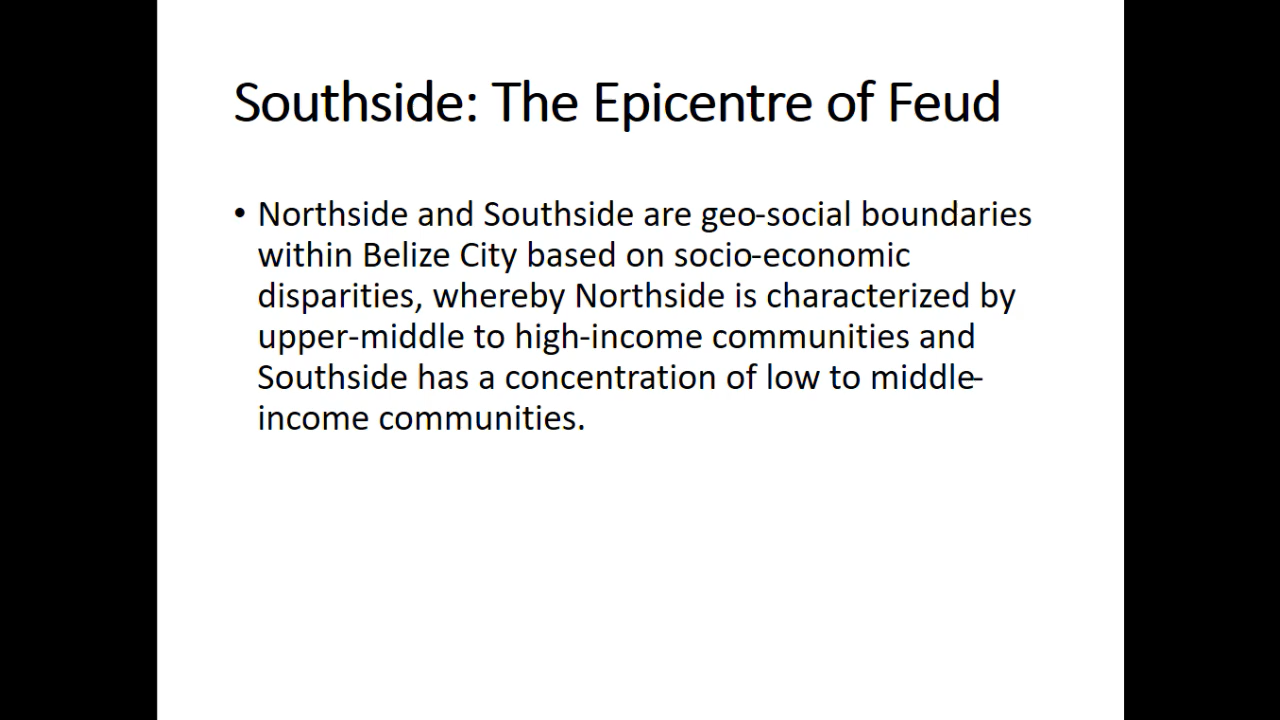 Southside: The Epicentre of Feud
• Northside and Southside are geo-social boundaries
within Belize City based on socio-economic
disparities, whereby Northside is characterized by
upper-middle to high-income communities and
Southside has a concentration of low to middle-
income communities.